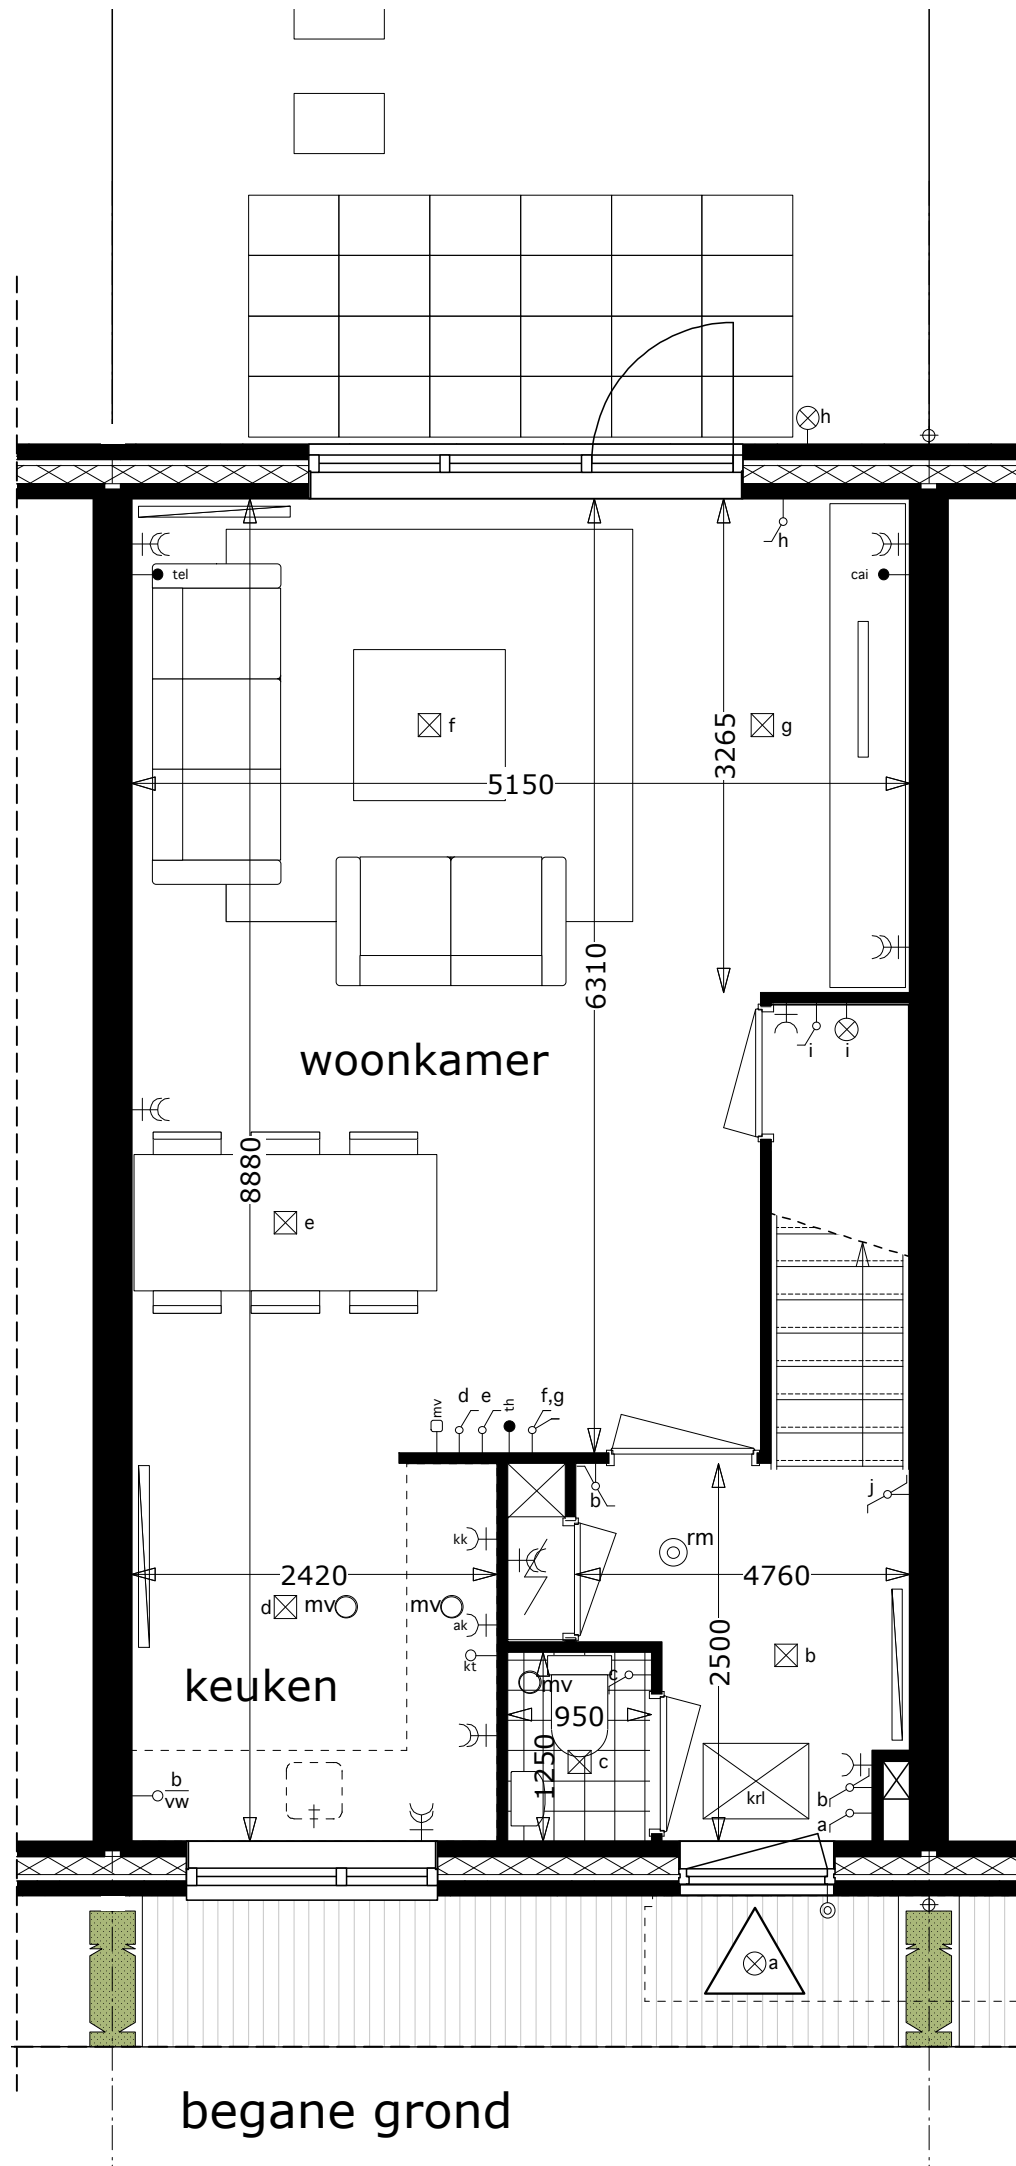 h
h
tel
cai
f
g
3265
5150
6310
woonkamer
i
i
8880
e
mv
d
e
th
f,g
b
j
kk
rm
2420
4760
d
mv
mv
ak
2500
kt
b
keuken
c
mv
950
c
1250
b
vw
krl
b
a
a
begane grond